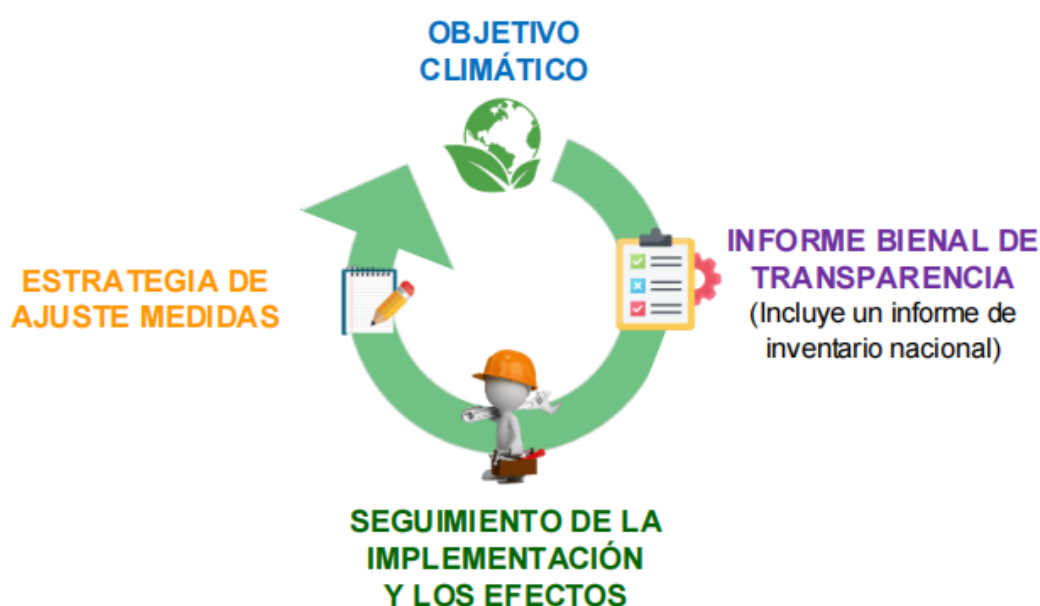 OBJETIVO
CLIMÁTICO
INFORME BIENAL DE
TRANSPARENCIA
(Incluye un informe de
inventario nacional)
ESTRATEGIA DE
AJUSTE MEDIDAS
SEGUIMIENTO DE LA
IMPLEMENTACIÓN
Y LOS EFECTOS